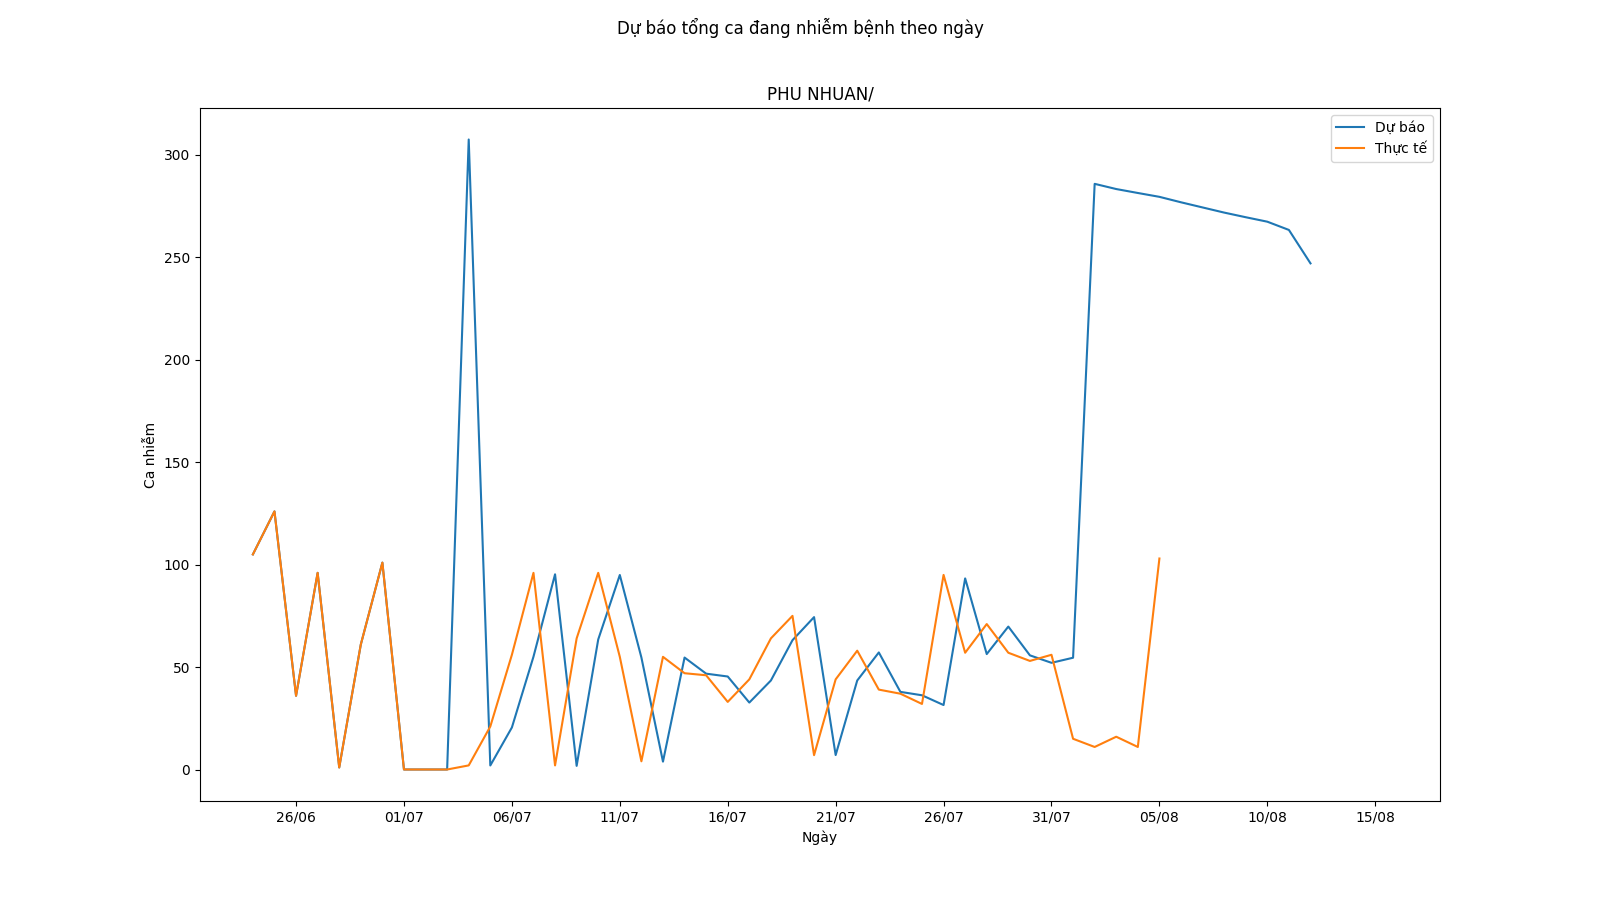 Dự báo tổng ca đang nhiễm bệnh theo ngày
PHU NHUAN/
Dự báo
Thực tế
300
250
200
150
100
50
0
Ca nhiễm
26/06 01/07 06/07 11/07 16/07 21/07 26/07 31/07 05/08 10/08 15/08
Ngày